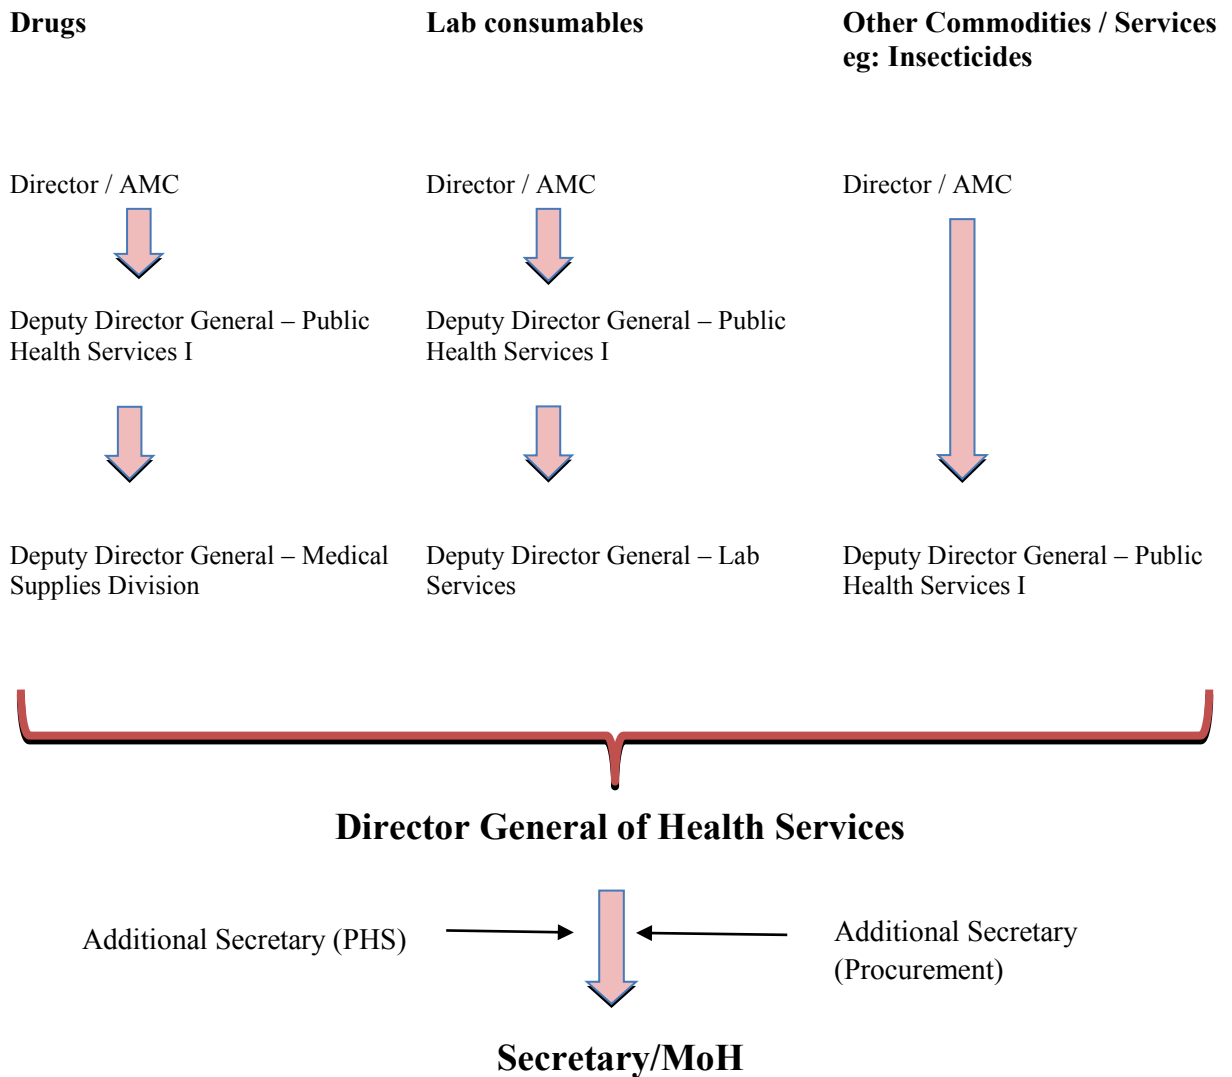 Drugs
Lab consumables
Other Commodities / Services
eg: Insecticides
Director / AMC
Director / AMC
Director / AMC
Deputy Director General – Public
Health Services I
Deputy Director General – Public
Health Services I
Deputy Director General – Medical
Supplies Division
Deputy Director General – Lab
Services
Deputy Director General – Public
Health Services I
Director General of Health Services
Additional Secretary (PHS)
Additional Secretary
(Procurement)
Secretary/MoH